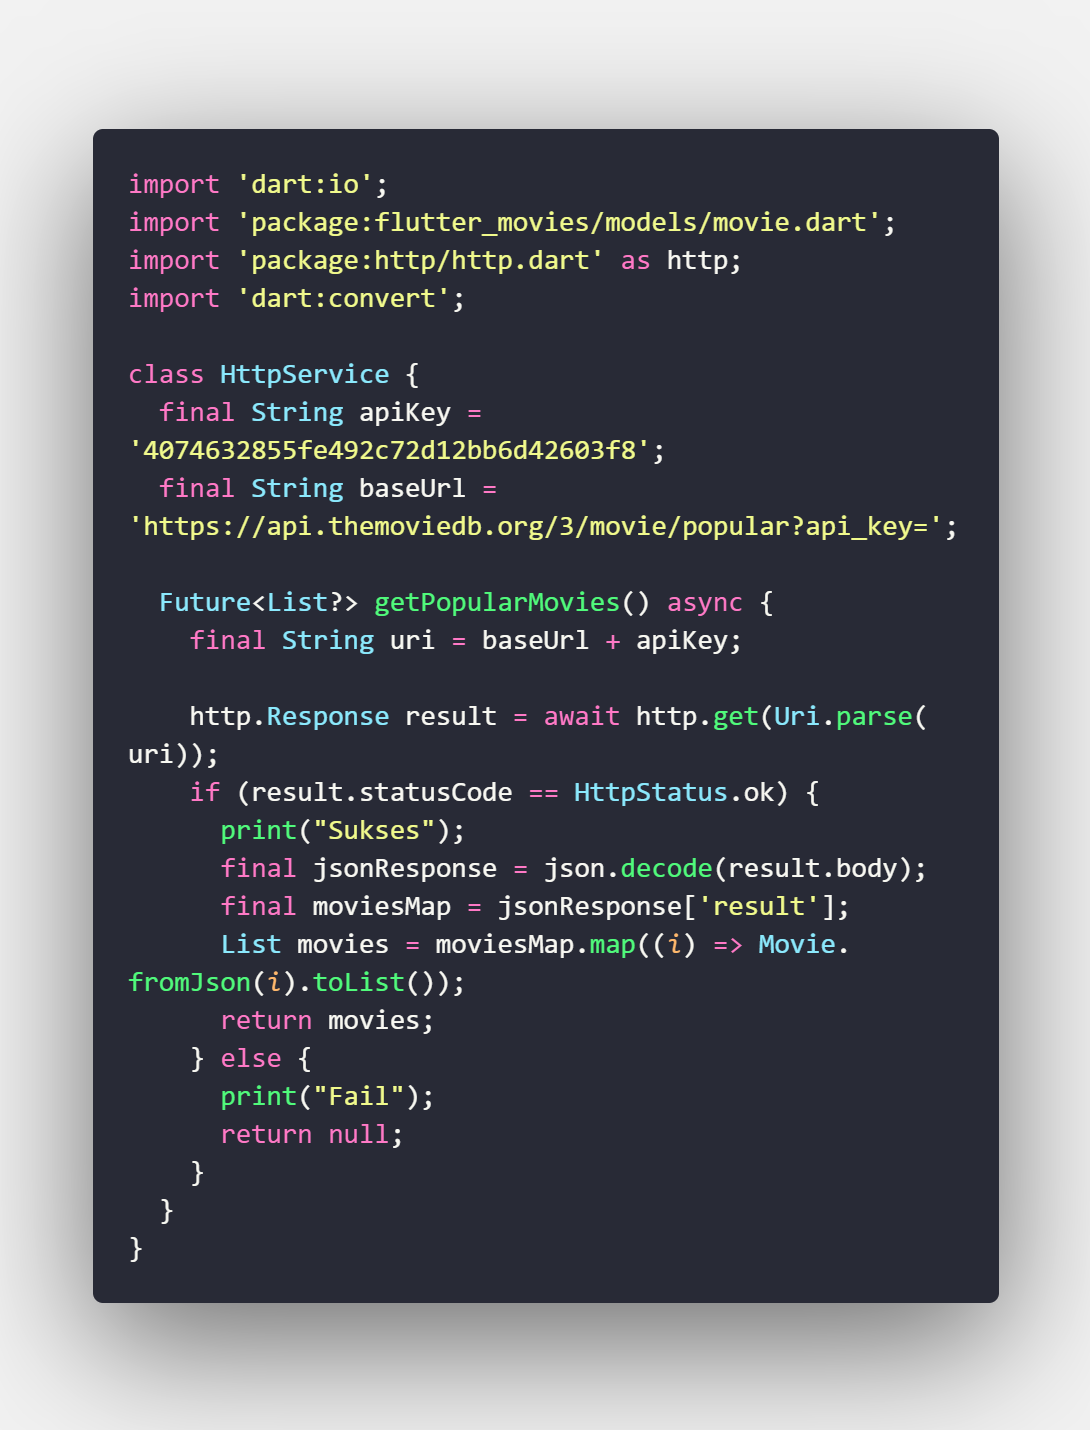 import 'dart:io';
import 'package:flutter_movies/models/movie.dart';
import 'package:http/http.dart' as http;
import 'dart:convert';

class HttpService {
  final String apiKey =
'4074632855fe492c72d12bb6d42603f8';
  final String baseUrl =
'https://api.themoviedb.org/3/movie/popular?api_key=';

  Future<List?> getPopularMovies() async {
    final String uri = baseUrl + apiKey;

    http.Response result = await http.get(Uri.parse(
uri));
    if (result.statusCode == HttpStatus.ok) {
      print("Sukses");
      final jsonResponse = json.decode(result.body);
      final moviesMap = jsonResponse['result'];
      List movies = moviesMap.map((i) => Movie.
fromJson(i).toList());
      return movies;
    } else {
      print("Fail");
      return null;
    }
  }
}